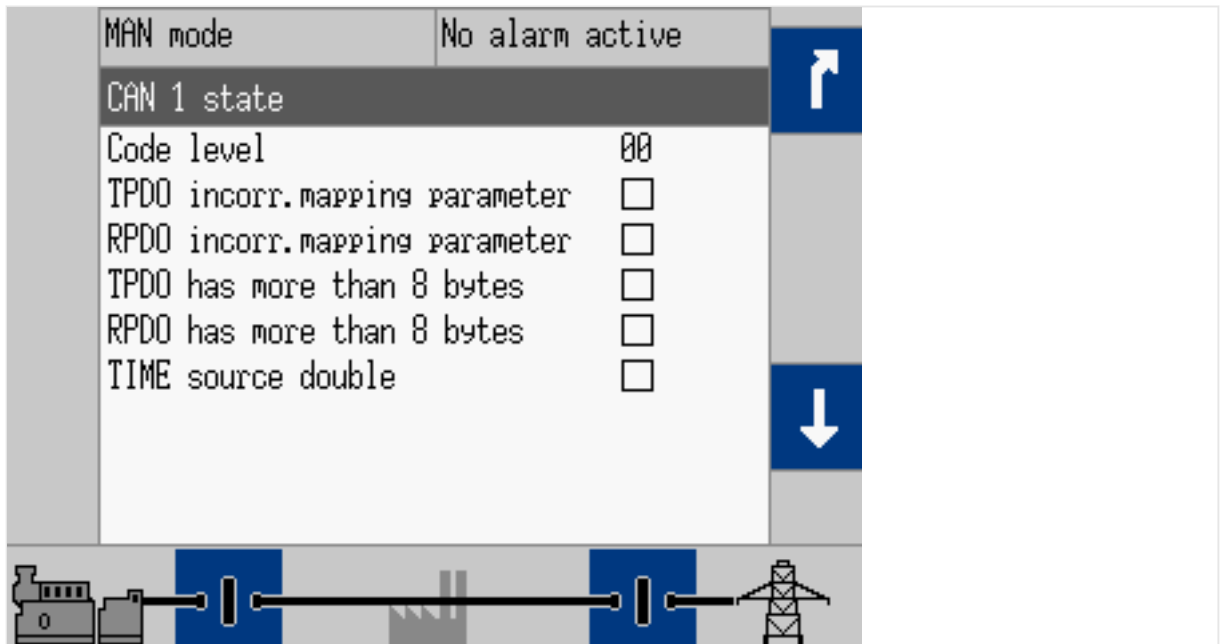 MAN mode No alarm active
CAN 1 state
Code level 00
TPDO incorr.mapping parameter
RPDO incorr.mapping parameter
TPDO has more than 8 bytes
RPDO has more than 8 bytes
TIME source double
0